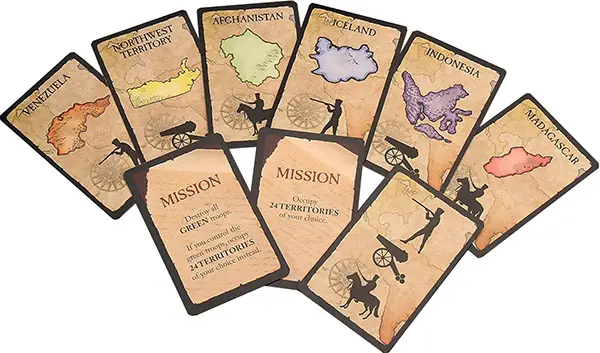 VENEZUELA
NORTHWEST
TERRITORY
AFGHANISTAN
ICELAND
INDONESIA
MADAGASCAR
MISSION
Destroy all
GREEN troops.
If you control the
green troops, occupy
24 TERRITORIES
of your choice instead.
MISSION
Occupy
24 TERRITORIES
of your choice.